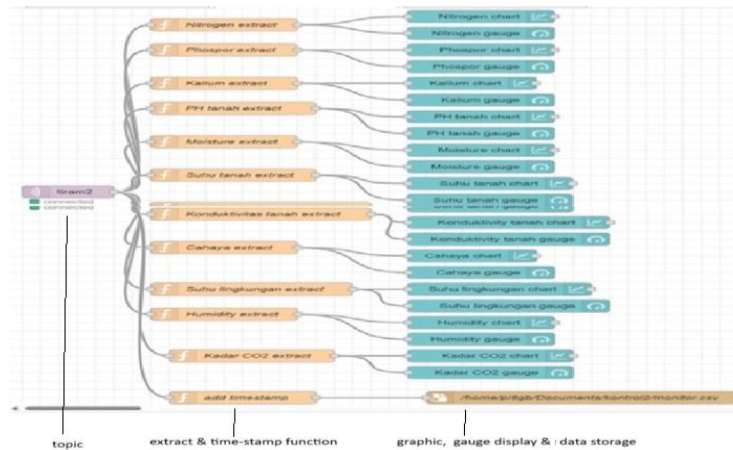 Nitrogen extract
Nitrogen chart
Nitrogen gauge
Phospor extract
Phospor chart
Phospor gauge
Kalium extract
Kalium chart
Kalium gauge
PH tanah extract
PH tanah chart
PH tanah gauge
Moisture extract
Moisture chart
Moisture gauge
Suhu tanah extract
Suhu tanah chart
Suhu tanah gauge
tiram2
connected
connected
Konduktivitas tanah extract
Konduktivity tanah chart
Konduktivity tanah gauge
Cahaya extract
Cahaya chart
Cahaya gauge
Suhu lingkungan extract
Suhu lingkungan chart
Suhu lingkungan gauge
Humidity extract
Humidity chart
Humidity gauge
Kadar CO2 extract
Kadar CO2 chart
Kadar CO2 gauge
add timestamp
topic
extract & time-stamp function
graphic, gauge display & : data storage